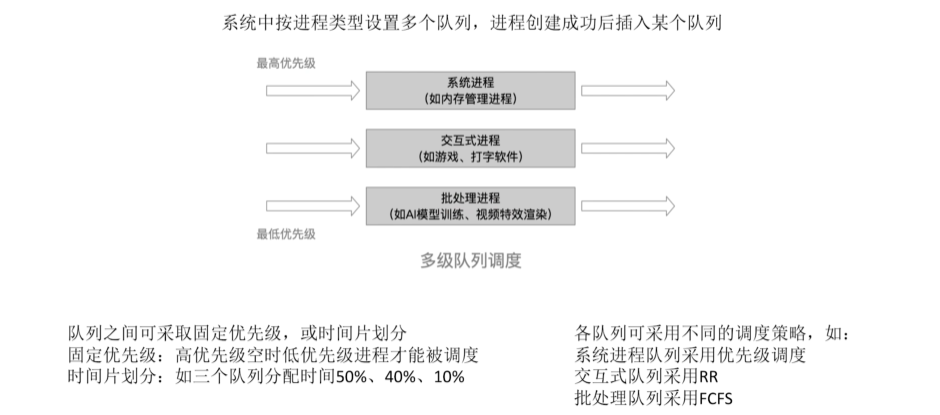 系统中按进程类型设置多个队列，进程创建成功后插入某个队列
最高优先级
系统进程
（如内存管理进程）
交互式进程
（如游戏、打字软件）
批处理进程
（如AI模型训练、视频特效渲染）
最低优先级
多级队列调度
队列之间可采取固定优先级，或时间片划分
固定优先级：高优先级空时低优先级进程才能被调度
时间片划分：如三个队列分配时间50%、40%、10%
各队列可采用不同的调度策略，如：
系统进程队列采用优先级调度
交互式队列采用RR
批处理队列采用FCFS